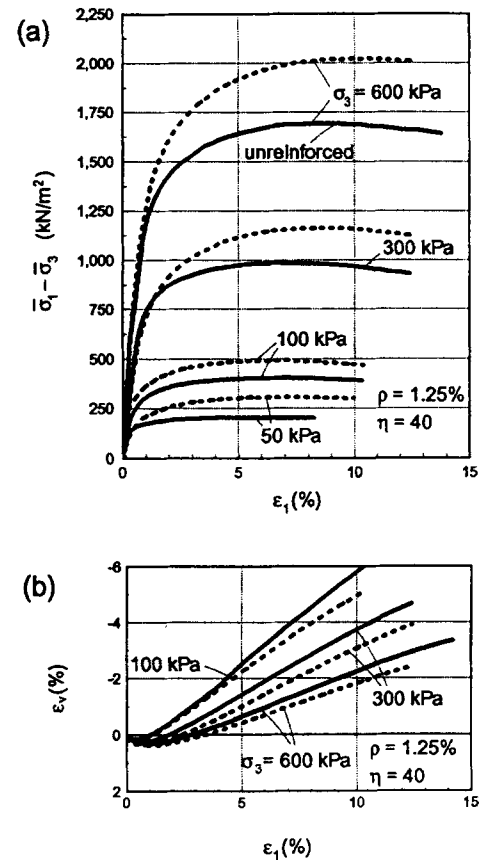 (a)
σ̅₁ − σ̅₃ (kN/m²)
2,250
2,000
1,750
1,500
1,250
1,000
750
500
250
0
σ₃ = 600 kPa
unreinforced
300 kPa
100 kPa
50 kPa
ρ = 1.25%
η = 40
0 5 10 15
ε₁(%)
(b)
εᵥ(%)
-6
-4
-2
0
2
100 kPa
300 kPa
σ₃ = 600 kPa
ρ = 1.25%
η = 40
0 5 10 15
ε₁(%)